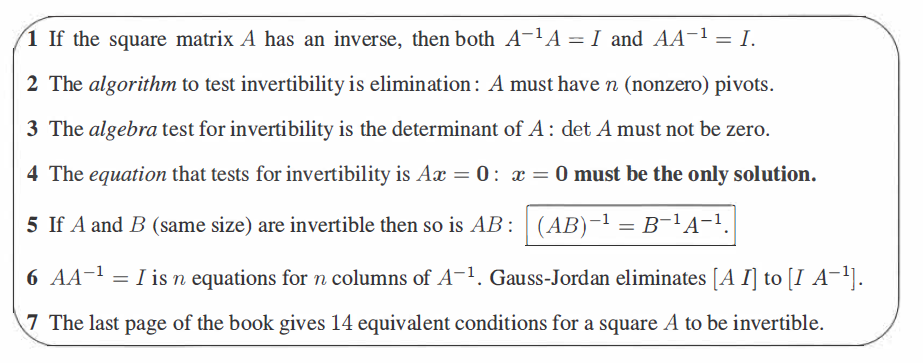 1 If the square matrix A has an inverse, then both A⁻¹A = I and AA⁻¹ = I.
2 The algorithm to test invertibility is elimination: A must have n (nonzero) pivots.
3 The algebra test for invertibility is the determinant of A: det A must not be zero.
4 The equation that tests for invertibility is Ax = 0: x = 0 must be the only solution.
5 If A and B (same size) are invertible then so is AB: (AB)⁻¹ = B⁻¹A⁻¹.
6 AA⁻¹ = I is n equations for n columns of A⁻¹. Gauss-Jordan eliminates [A I] to [I A⁻¹].
7 The last page of the book gives 14 equivalent conditions for a square A to be invertible.